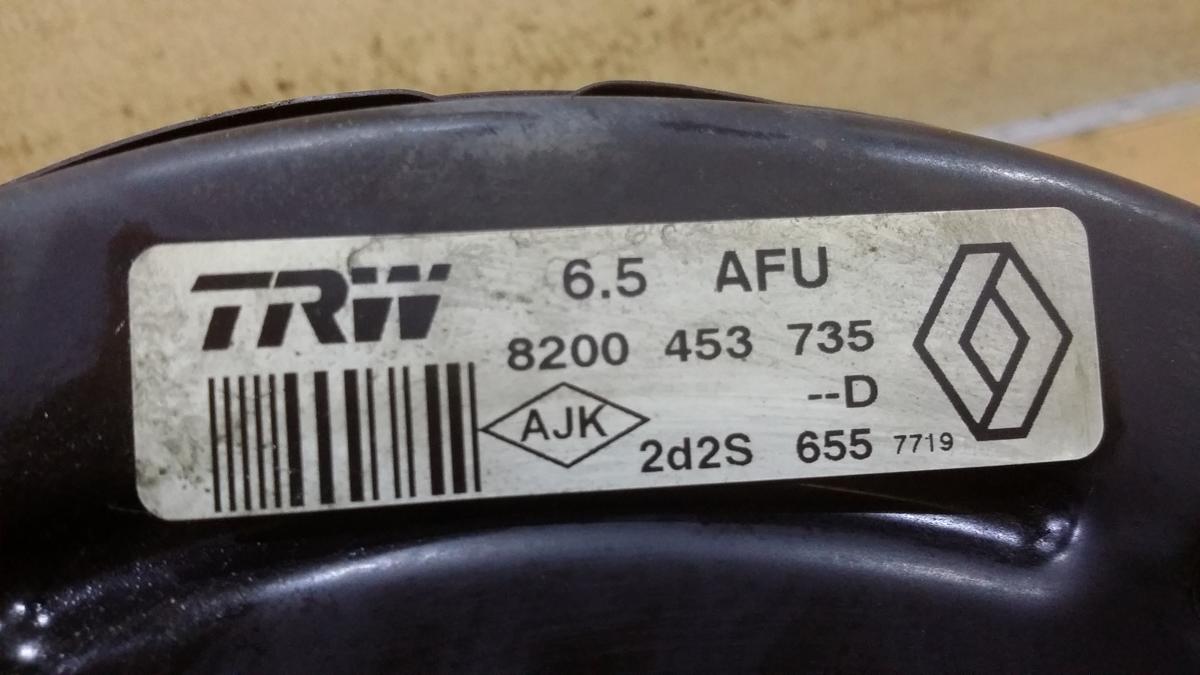 TRW 6.5 AFU
8200 453 735
--D
AJK
2d2S 655 7719